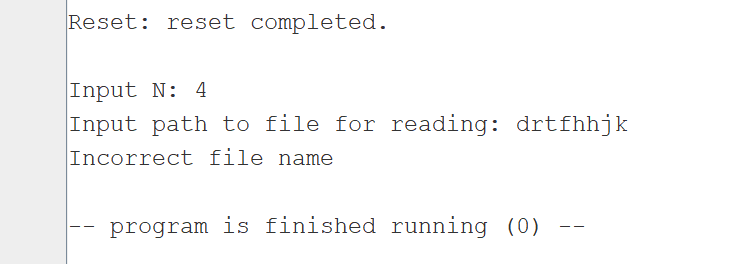 Reset: reset completed.
Input N: 4
Input path to file for reading: drtfhhjk
Incorrect file name
-- program is finished running (0) --